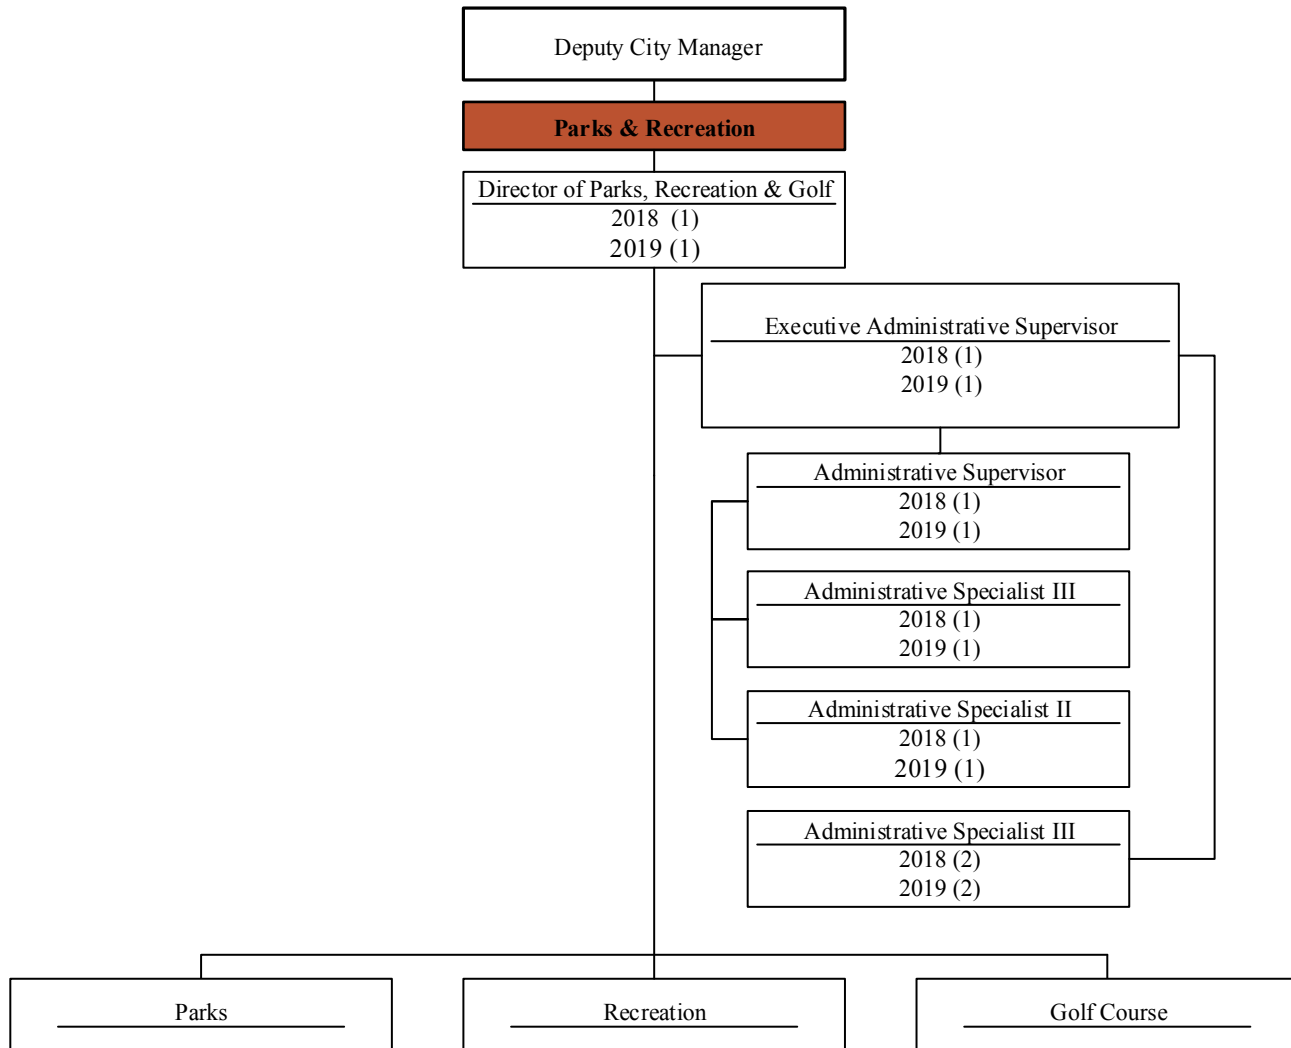 Deputy City Manager
Parks & Recreation
Director of Parks, Recreation & Golf
2018 (1)
2019 (1)
Executive Administrative Supervisor
2018 (1)
2019 (1)
Administrative Supervisor
2018 (1)
2019 (1)
Administrative Specialist III
2018 (1)
2019 (1)
Administrative Specialist II
2018 (1)
2019 (1)
Administrative Specialist III
2018 (2)
2019 (2)
Parks
Recreation
Golf Course